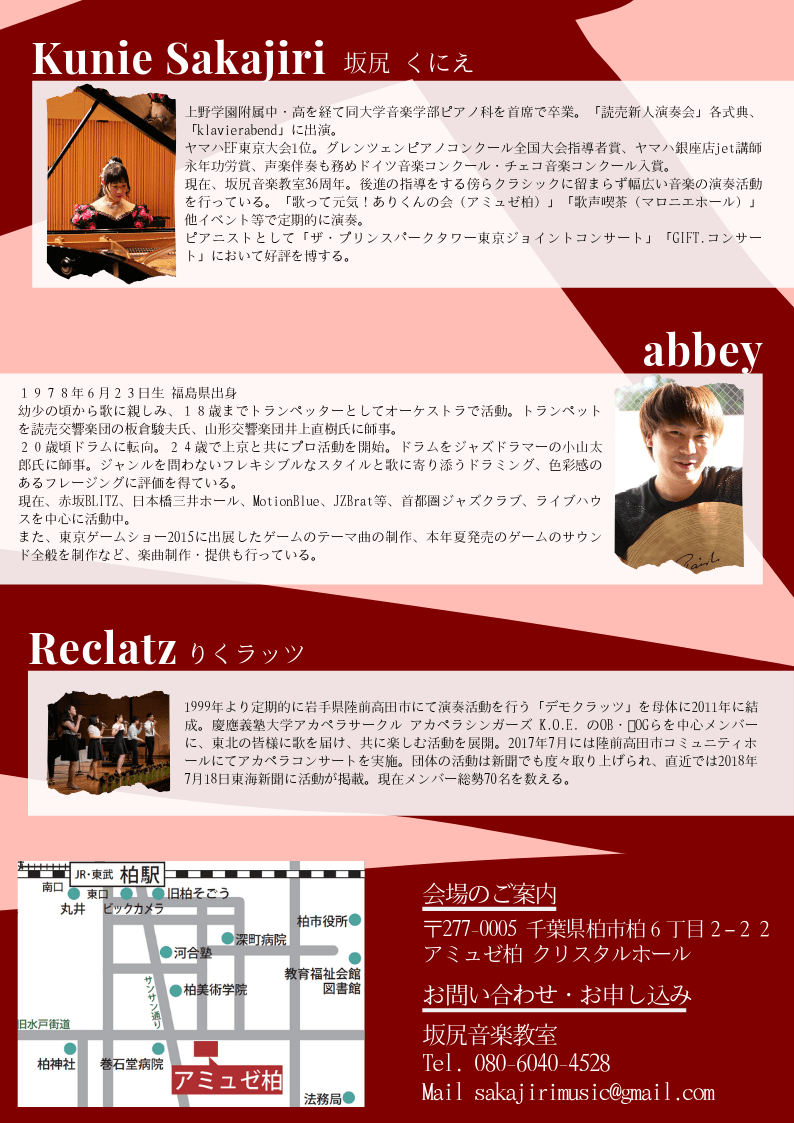 Kunie Sakajiri 坂尻 くにえ
上野学園附属中・高を経て同大学音楽学部ピアノ科を首席で卒業。「読売新人演奏会」各式典、
「klavierabend」に出演。
ヤマハEF東京大会1位。グレンツェンピアノコンクール全国大会指導者賞、ヤマハ銀座店jet講師
永年功労賞、声楽伴奏も務めドイツ音楽コンクール・チェコ音楽コンクール入賞。
現在、坂尻音楽教室36周年。後進の指導をする傍らクラシックに留まらず幅広い音楽の演奏活動
を行っている。「歌って元気！ありくんの会（アミュゼ柏）」「歌声喫茶（マロニエホール）」
他イベント等で定期的に演奏。
ピアニストとして「ザ・プリンスパークタワー東京ジョイントコンサート」「GIFT.コンサー
ト」において好評を博する。
abbey
１９７８年６月２３日生 福島県出身
幼少の頃から歌に親しみ、１８歳までトランペッターとしてオーケストラで活動。トランペット
を読売交響楽団の板倉駿夫氏、山形交響楽団井上直樹氏に師事。
２０歳頃ドラムに転向。２４歳で上京と共にプロ活動を開始。ドラムをジャズドラマーの小山太
郎氏に師事。ジャンルを問わないフレキシブルなスタイルと歌に寄り添うドラミング、色彩感の
あるフレージングに評価を得ている。
現在、赤坂BLITZ、日本橋三井ホール、MotionBlue、JZBrat等、首都圏ジャズクラブ、ライブハウ
スを中心に活動中。
また、東京ゲームショー2015に出展したゲームのテーマ曲の制作、本年夏発売のゲームのサウン
ド全般を制作など、楽曲制作・提供も行っている。
Reclatz りくラッツ
1999年より定期的に岩手県陸前高田市にて演奏活動を行う「デモクラッツ」を母体に2011年に結
成。慶應義塾大学アカペラサークル アカペラシンガーズ K.O.E. のOB・OGらを中心メンバー
に、東北の皆様に歌を届け、共に楽しむ活動を展開。2017年7月には陸前高田市コミュニティホ
ールにてアカペラコンサートを実施。団体の活動は新聞でも度々取り上げられ、直近では2018年
7月18日東海新聞に活動が掲載。現在メンバー総勢70名を数える。
JR・東武 柏駅
南口
東口
旧柏そごう
丸井
ビックカメラ
柏市役所
深町病院
河合塾
教育福祉会館
図書館
サンサン通り
柏美術学院
旧水戸街道
柏神社
巻石堂病院
アミュゼ柏
法務局
会場のご案内
〒277-0005 千葉県柏市柏６丁目２−２２
アミュゼ柏 クリスタルホール
お問い合わせ・お申し込み
坂尻音楽教室
Tel. 080-6040-4528
Mail sakajirimusic@gmail.com